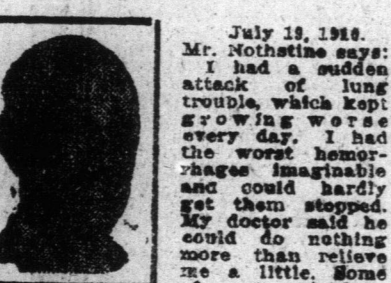 July 19, 1916.
Mr. Nothstine says:
I had a sudden
attack of lung
trouble, which kept
growing worse
every day. I had
the worst hemor-
rhages imaginable
and could hardly
get them stopped.
My doctor said he
could do nothing
more than relieve
me a little. Some